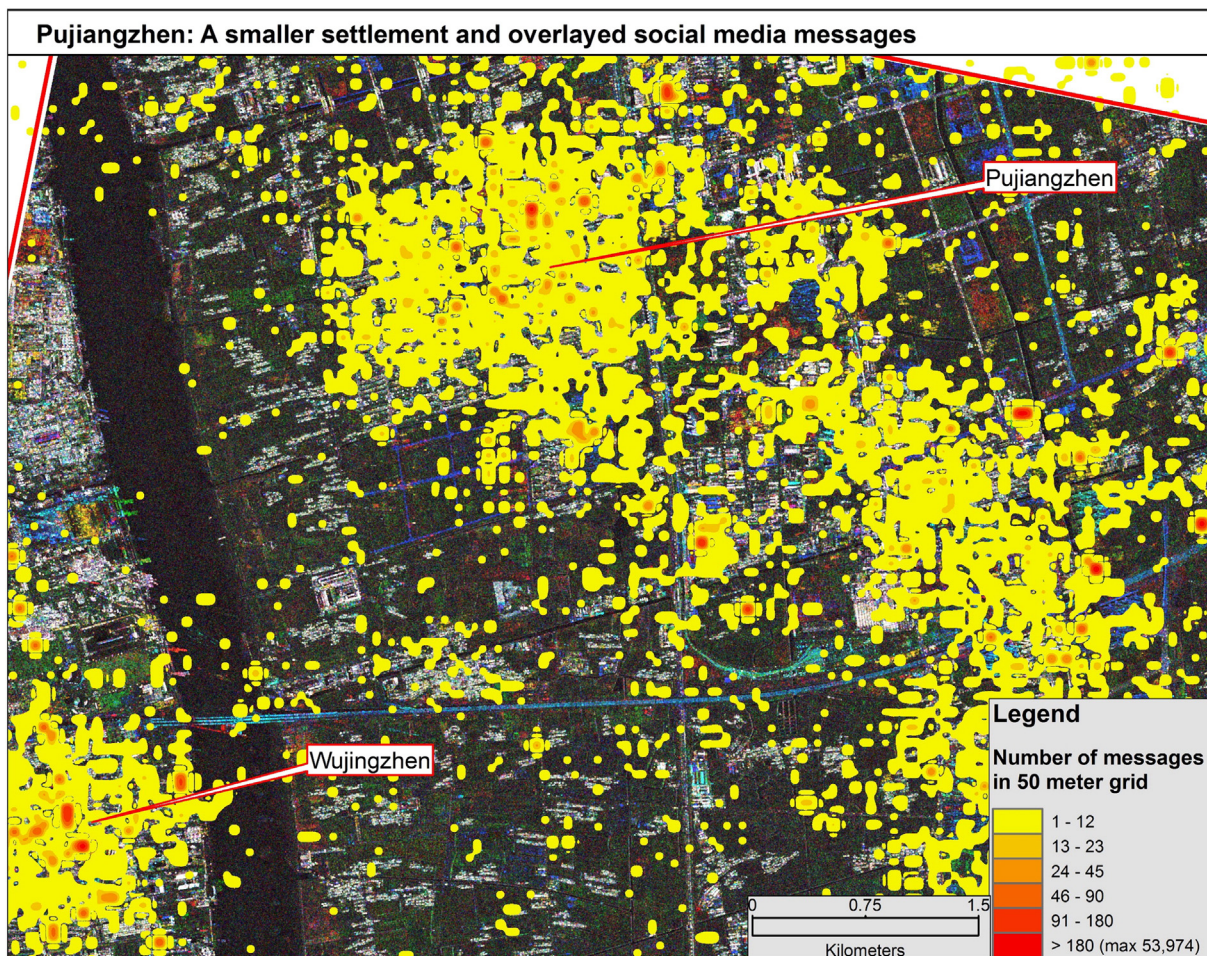 Pujiangzhen: A smaller settlement and overlayed social media messages
Pujiangzhen
Wujingzhen
Legend
Number of messages
in 50 meter grid
1 - 12
13 - 23
24 - 45
46 - 90
91 - 180
> 180 (max 53,974)
0 0.75 1.5
Kilometers